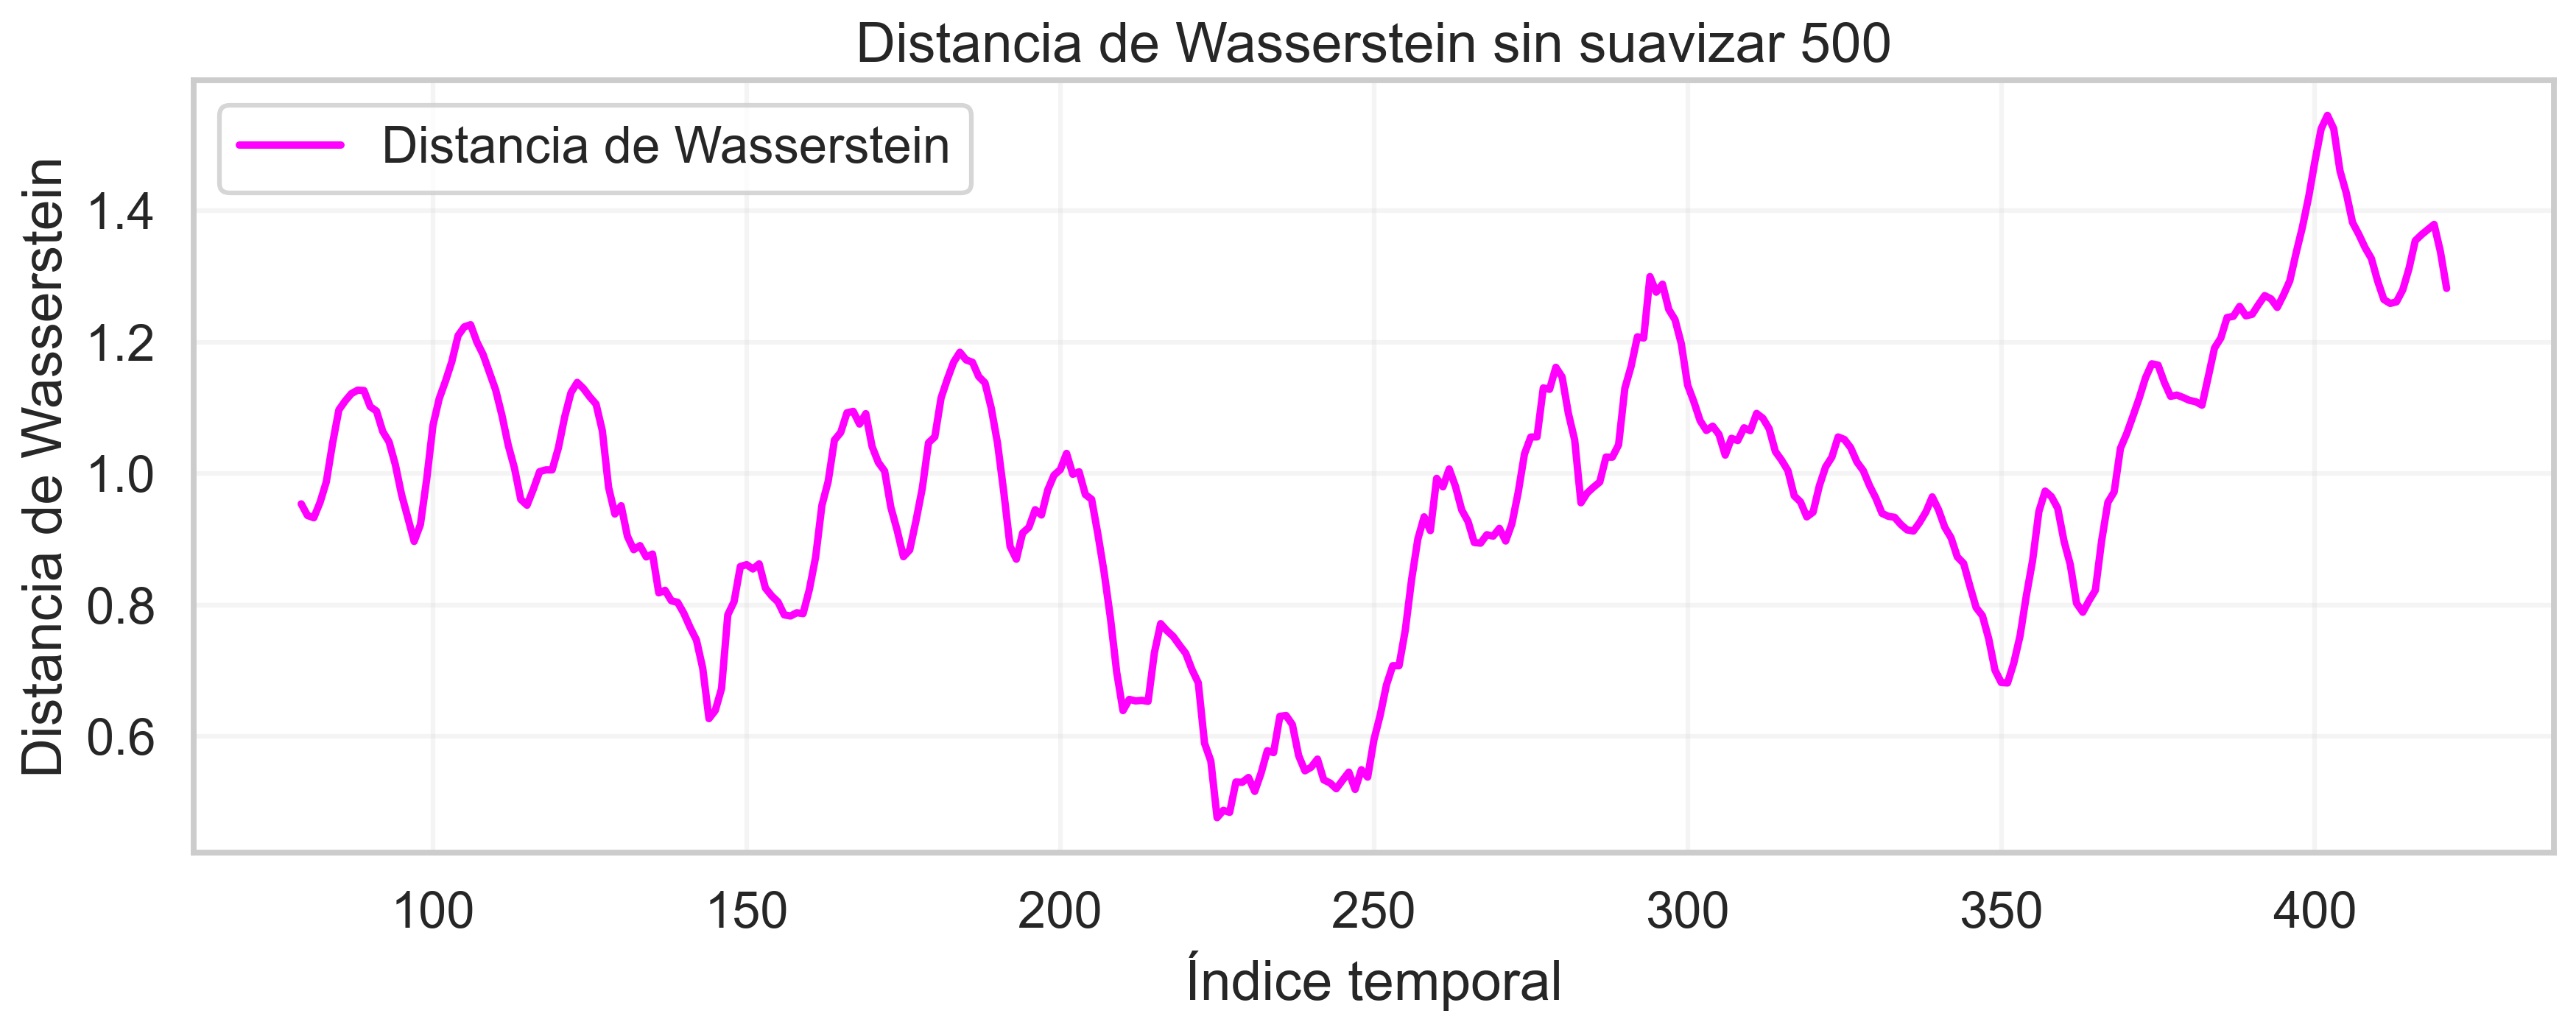 Distancia de Wasserstein sin suavizar 500
Distancia de Wasserstein
Distancia de Wasserstein
1.4
1.2
1.0
0.8
0.6
100 150 200 250 300 350 400
Índice temporal